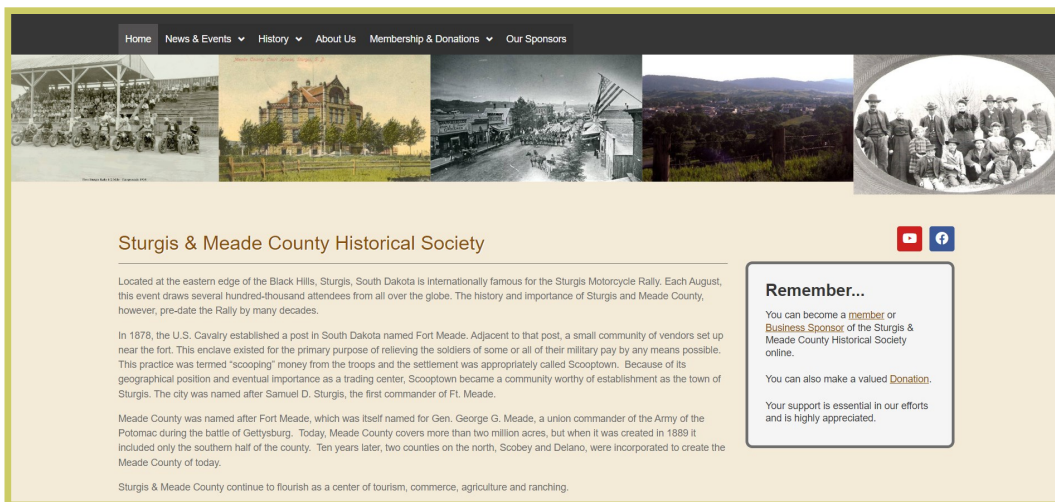 Home News & Events History About Us Membership & Donations Our Sponsors
Sturgis & Meade County Historical Society
Located at the eastern edge of the Black Hills, Sturgis, South Dakota is internationally famous for the Sturgis Motorcycle Rally. Each August,
this event draws several hundred-thousand attendees from all over the globe. The history and importance of Sturgis and Meade County,
however, pre-date the Rally by many decades.
In 1878, the U.S. Cavalry established a post in South Dakota named Fort Meade. Adjacent to that post, a small community of vendors set up
near the fort. This enclave existed for the primary purpose of relieving the soldiers of some or all of their military pay by any means possible.
This practice was termed “scooping” money from the troops and the settlement was appropriately called Scooptown. Because of its
geographical position and eventual importance as a trading center, Scooptown became a community worthy of establishment as the town of
Sturgis. The city was named after Samuel D. Sturgis, the first commander of Ft. Meade.
Meade County was named after Fort Meade, which was itself named for Gen. George G. Meade, a union commander of the Army of the
Potomac during the battle of Gettysburg. Today, Meade County covers more than two million acres, but when it was created in 1889 it
included only the southern half of the county. Ten years later, two counties on the north, Scobey and Delano, were incorporated to create the
Meade County of today.
Sturgis & Meade County continue to flourish as a center of tourism, commerce, agriculture and ranching.
Remember...
You can become a member or
Business Sponsor of the Sturgis &
Meade County Historical Society
online.
You can also make a valued Donation.
Your support is essential in our efforts
and is highly appreciated.